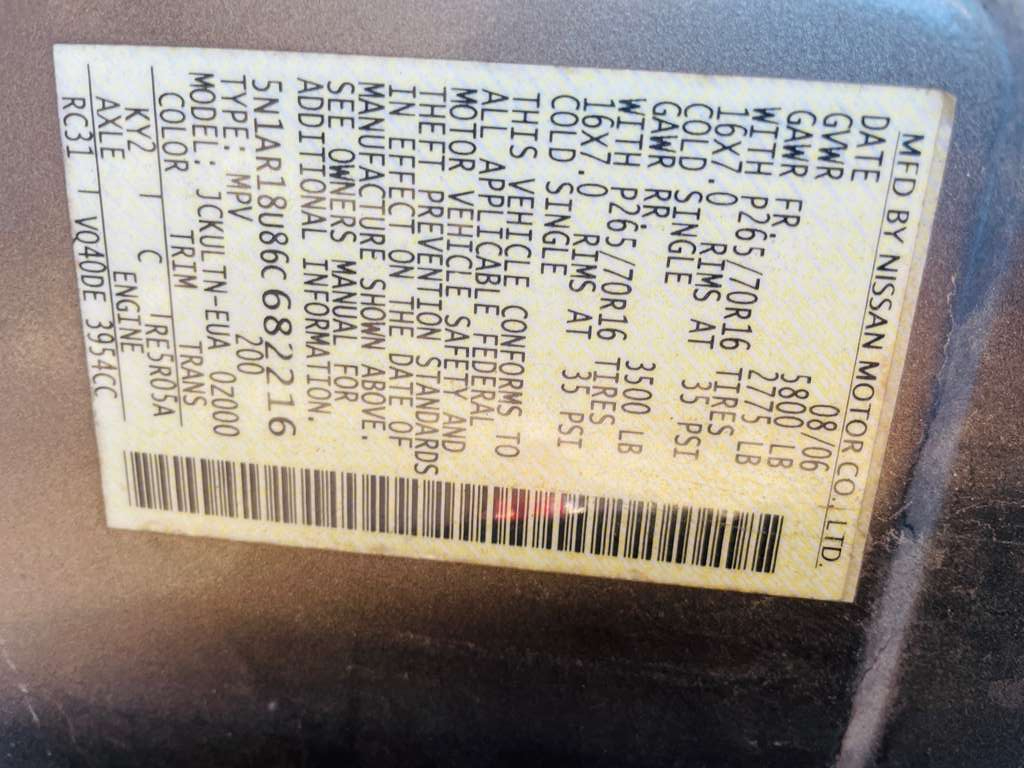 MFD BY NISSAN MOTOR CO., LTD.
DATE 08/06
GVWR 5800 LB
GAWR FR. 2775 LB
WITH P265/70R16 TIRES
16X7.0 RIMS AT 35 PSI
COLD SINGLE
GAWR RR. 3500 LB
WITH P265/70R16 TIRES
16X7.0 RIMS AT 35 PSI
COLD SINGLE
THIS VEHICLE CONFORMS TO
ALL APPLICABLE FEDERAL
MOTOR VEHICLE SAFETY AND
THEFT PREVENTION STANDARDS
IN EFFECT ON THE DATE OF
MANUFACTURE SHOWN ABOVE.
SEE OWNERS MANUAL FOR
ADDITIONAL INFORMATION.
5N1AR18U86C682216
TYPE: MPV 200
MODEL: JCKULTN-EUA 0Z000
COLOR TRIM TRANS
KY2 | C TRE5R05A
AXLE ENGINE
RC31 | VQ40DE 3954CC